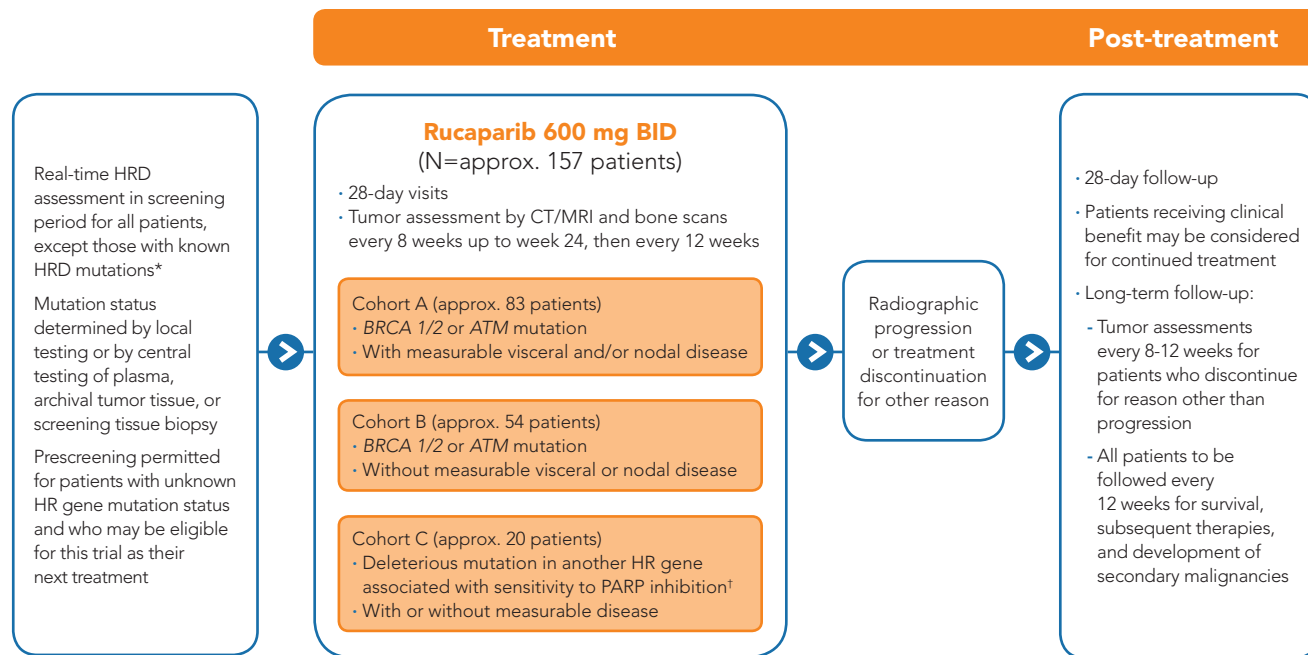 Treatment
Post-treatment
Real-time HRD
assessment in screening
period for all patients,
except those with known
HRD mutations*
Mutation status
determined by local
testing or by central
testing of plasma,
archival tumor tissue, or
screening tissue biopsy
Prescreening permitted
for patients with unknown
HR gene mutation status
and who may be eligible
for this trial as their
next treatment
Rucaparib 600 mg BID
(N=approx. 157 patients)
· 28-day visits
· Tumor assessment by CT/MRI and bone scans
every 8 weeks up to week 24, then every 12 weeks
Cohort A (approx. 83 patients)
· BRCA 1/2 or ATM mutation
· With measurable visceral and/or nodal disease
Cohort B (approx. 54 patients)
· BRCA 1/2 or ATM mutation
· Without measurable visceral or nodal disease
Cohort C (approx. 20 patients)
· Deleterious mutation in another HR gene
associated with sensitivity to PARP inhibition†
· With or without measurable disease
Radiographic
progression
or treatment
discontinuation
for other reason
· 28-day follow-up
· Patients receiving clinical
benefit may be considered
for continued treatment
· Long-term follow-up:
- Tumor assessments
every 8-12 weeks for
patients who discontinue
for reason other than
progression
- All patients to be
followed every
12 weeks for survival,
subsequent therapies,
and development of
secondary malignancies